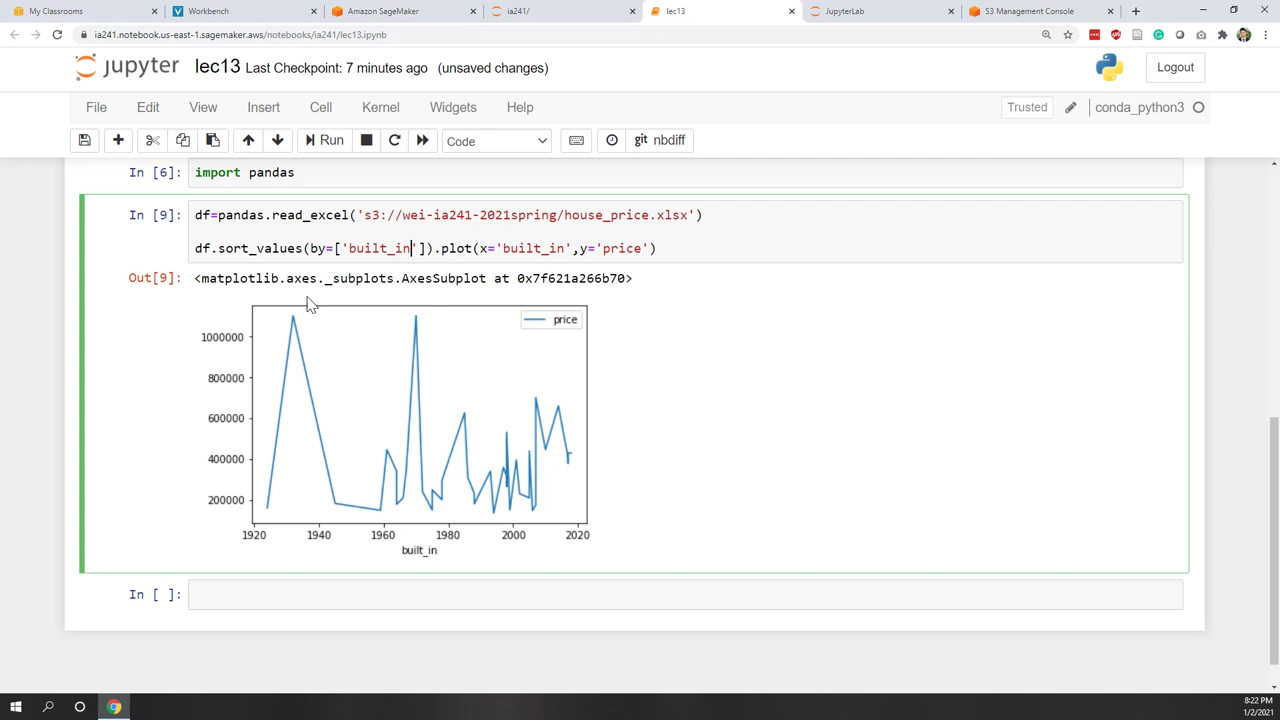 My Classrooms
Workbench
Amazon SageMaker
ia241/
lec13
JupyterLab
S3 Management Console
ia241.notebook.us-east-1.sagemaker.aws/notebooks/ia241/lec13.ipynb
jupyter lec13 Last Checkpoint: 7 minutes ago (unsaved changes)
Logout
File Edit View Insert Cell Kernel Widgets Help
Trusted conda_python3
Run Code git nbdiff
In [6]: import pandas
In [9]: df=pandas.read_excel('s3://wei-ia241-2021spring/house_price.xlsx')
df.sort_values(by=['built_in']).plot(x='built_in',y='price')
Out[9]: <matplotlib.axes._subplots.AxesSubplot at 0x7f621a266b70>
price
1000000
800000
600000
400000
200000
1920 1940 1960 1980 2000 2020
built_in
In [ ]:
8:22 PM
1/2/2021